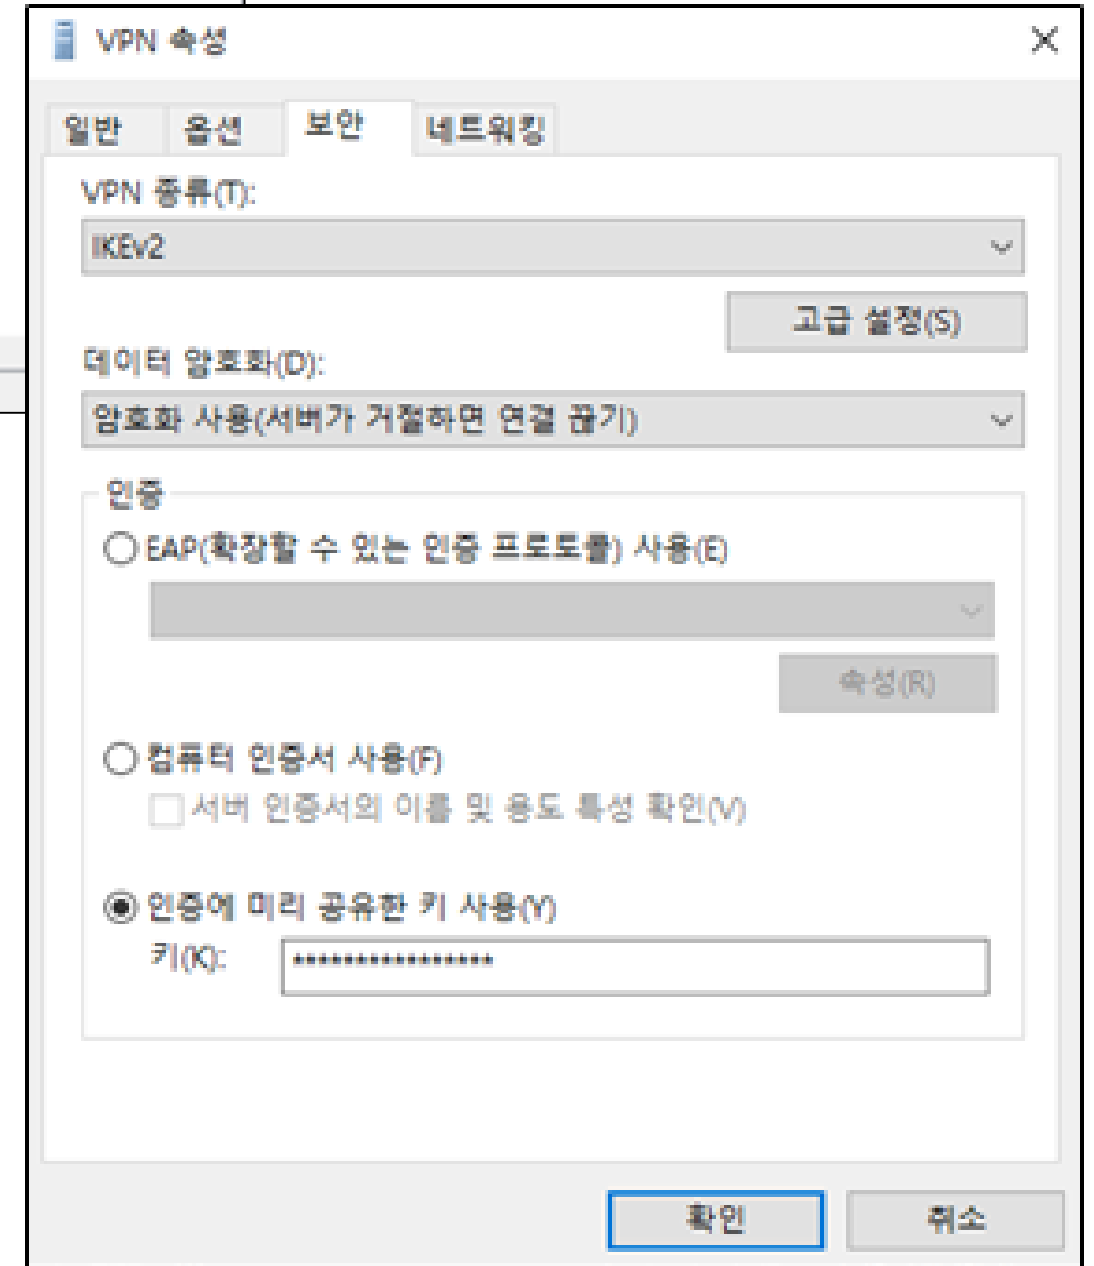 VPN 속성
일반 옵션 보안 네트워킹
VPN 종류(T):
IKEv2
고급 설정(S)
데이터 암호화(D):
암호화 사용(서버가 거절하면 연결 끊기)
인증
EAP(확장할 수 있는 인증 프로토콜) 사용(E)
속성(R)
컴퓨터 인증서 사용(F)
서버 인증서의 이름 및 용도 특성 확인(V)
인증에 미리 공유한 키 사용(Y)
키(K): ****************
확인 취소